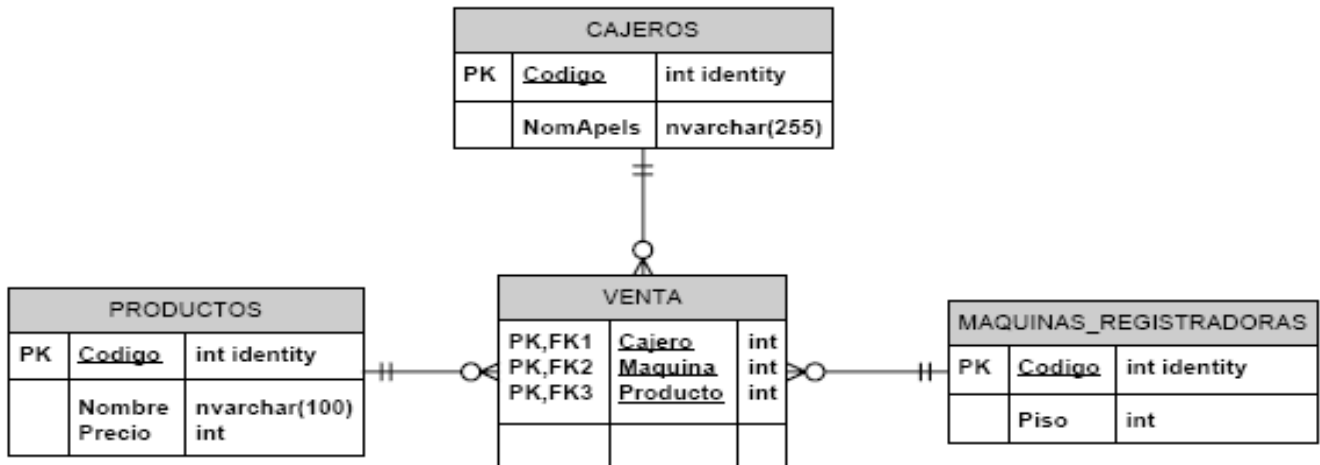 CAJEROS
PK Codigo int identity
NomApels nvarchar(255)
PRODUCTOS
PK Codigo int identity
Nombre nvarchar(100)
Precio int
VENTA
PK,FK1 Cajero int
PK,FK2 Maquina int
PK,FK3 Producto int
MAQUINAS_REGISTRADORAS
PK Codigo int identity
Piso int